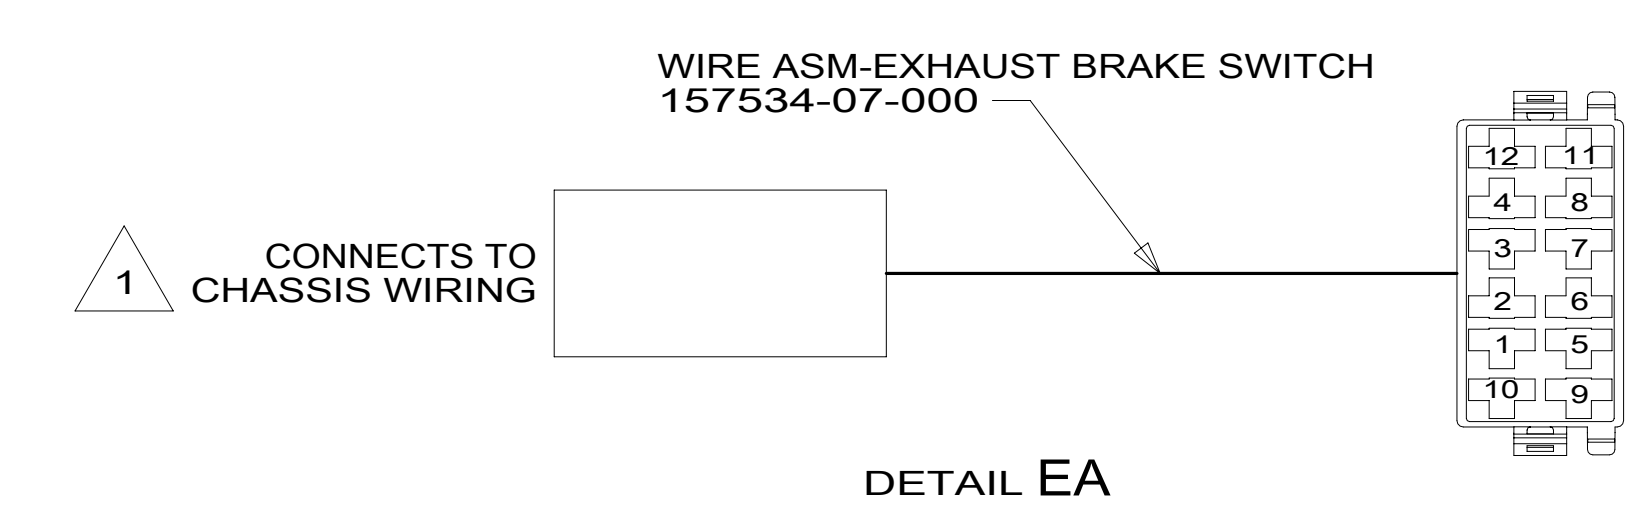 WIRE ASM-EXHAUST BRAKE SWITCH
157534-07-000
12 11
4 8
3 7
2 6
1 5
10 9
1
CONNECTS TO
CHASSIS WIRING
DETAIL EA